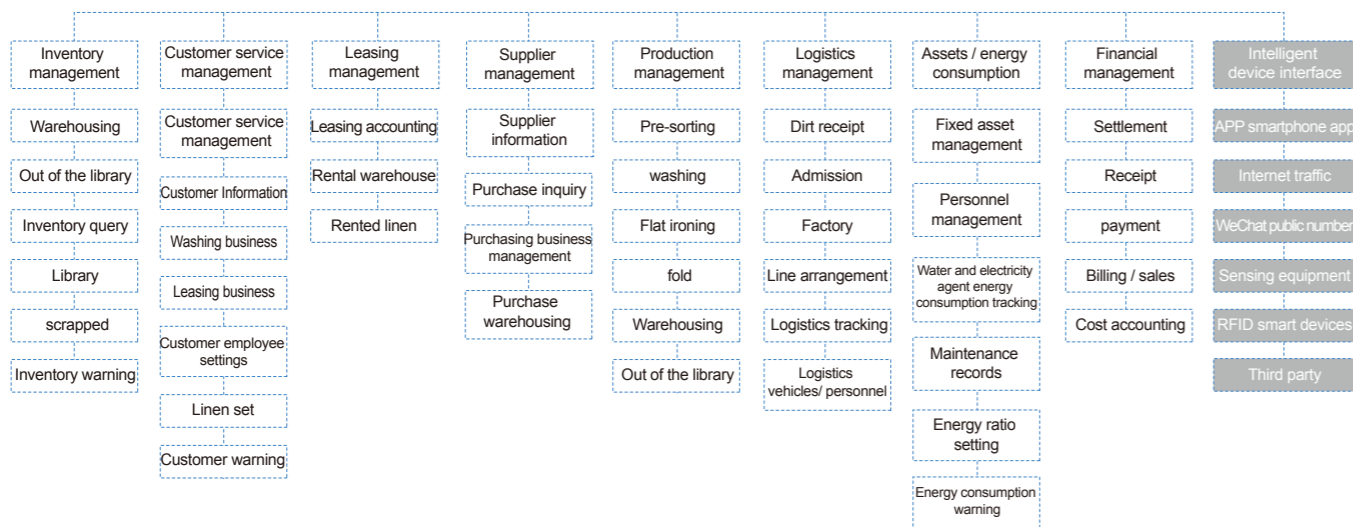 Inventory
management
Warehousing
Out of the library
Inventory query
Library
scrapped
Inventory warning
Customer service
management
Customer service
management
Customer Information
Washing business
Leasing business
Customer employee
settings
Linen set
Customer warning
Leasing
management
Leasing accounting
Rental warehouse
Rented linen
Supplier
management
Supplier
information
Purchase inquiry
Purchasing business
management
Purchase
warehousing
Production
management
Pre-sorting
washing
Flat ironing
fold
Warehousing
Out of the library
Logistics
management
Dirt receipt
Admission
Factory
Line arrangement
Logistics tracking
Logistics
vehicles/ personnel
Assets / energy
consumption
Fixed asset
management
Personnel
management
Water and electricity
agent energy
consumption tracking
Maintenance
records
Energy ratio
setting
Energy consumption
warning
Financial
management
Settlement
Receipt
payment
Billing / sales
Cost accounting
Intelligent
device interface
APP smartphone app
Internet traffic
WeChat public number
Sensing equipment
RFID smart devices
Third party